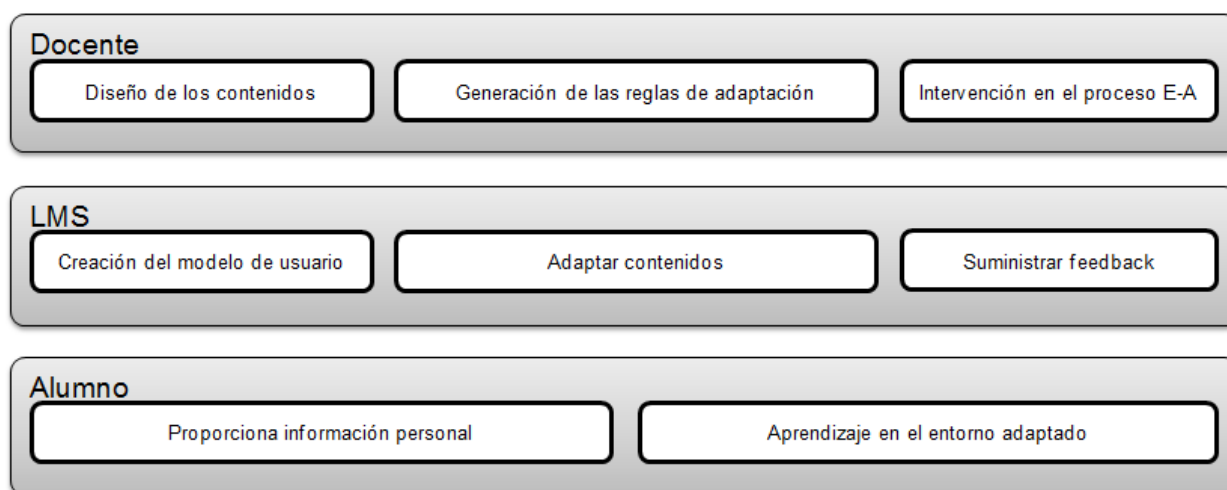 Docente
Diseño de los contenidos
Generación de las reglas de adaptación
Intervención en el proceso E-A
LMS
Creación del modelo de usuario
Adaptar contenidos
Suministrar feedback
Alumno
Proporciona información personal
Aprendizaje en el entorno adaptado